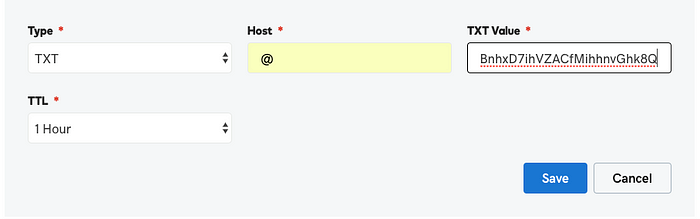 Type * Host * TXT Value *
TXT @ BnhxD7ihVZACfMihhnvGhk8Q
TTL *
1 Hour
Save Cancel